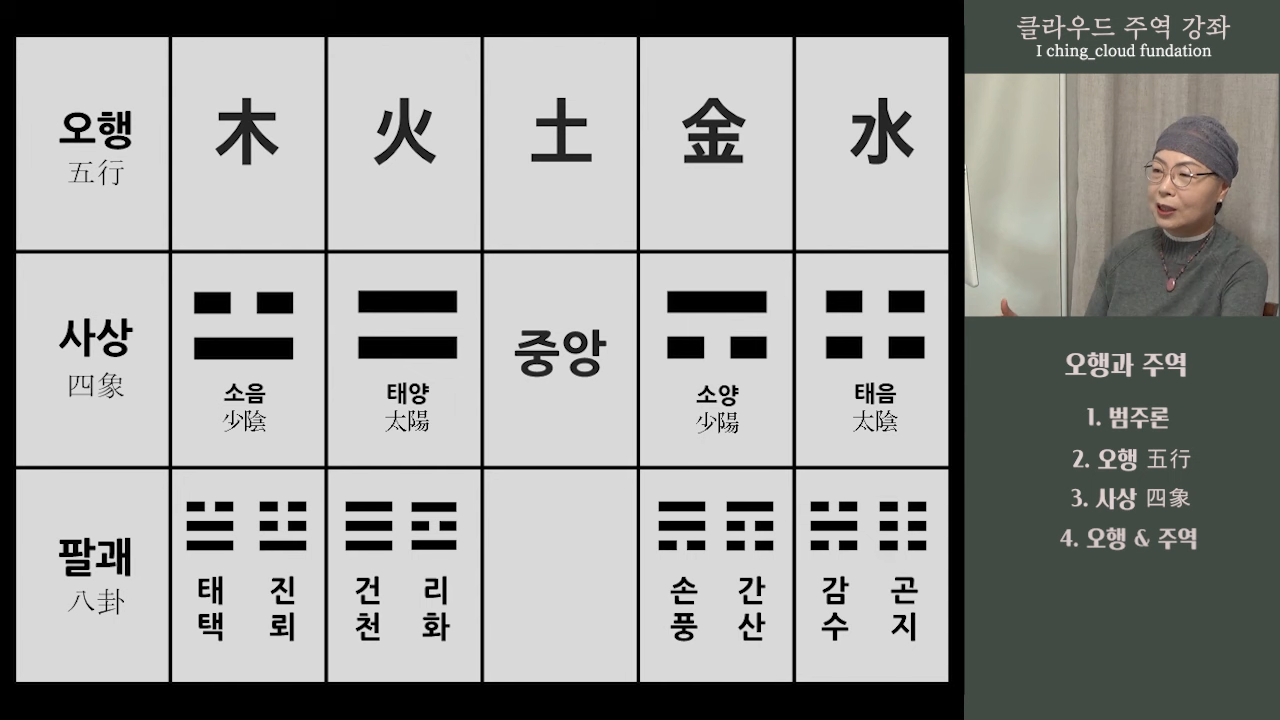 클라우드 주역 강좌
I ching_cloud fundation
오행 木 火 土 金 水
五行
사상 중앙
四象
소음 태양 소양 태음
少陰 太陽 少陽 太陰
팔괘
八卦
태 진 건 리 손 간 감 곤
택 뢰 천 화 풍 산 수 지
오행과 주역
1. 범주론
2. 오행 五行
3. 사상 四象
4. 오행 & 주역